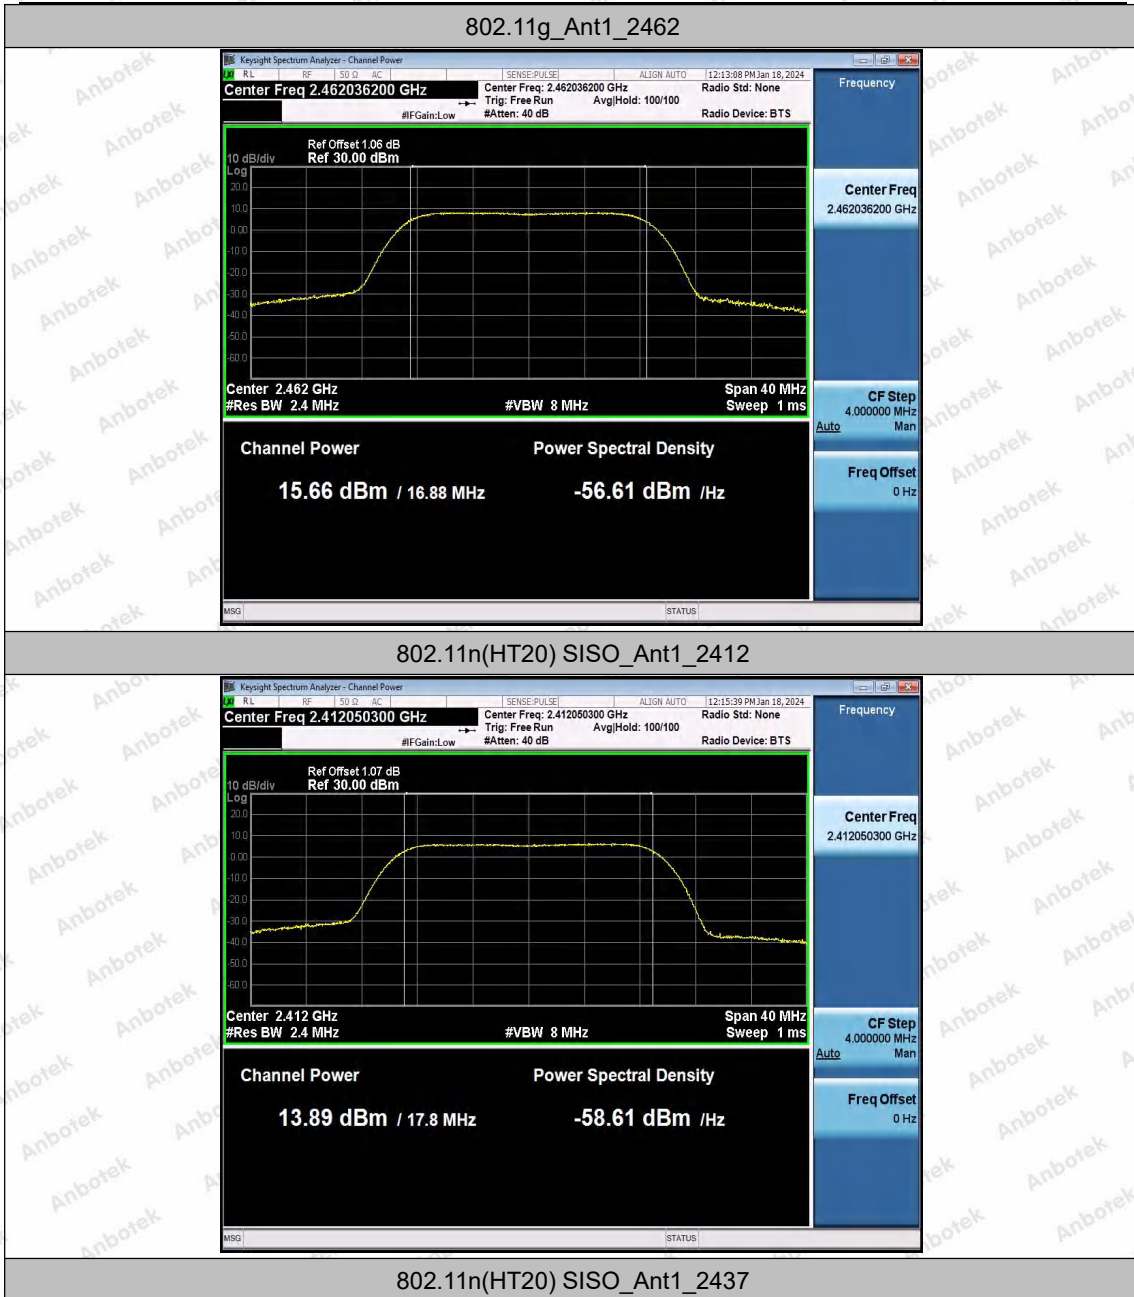 802.11g_Ant1_2462
Keysight Spectrum Analyzer - Channel Power
RL RF 50 Ω AC SENSE:PULSE ALIGN AUTO 12:13:08 PM Jan 18, 2024
Center Freq 2.462036200 GHz
Center Freq: 2.462036200 GHz
Radio Std: None
Trig: Free Run Avg|Hold: 100/100
#IFGain:Low
#Atten: 40 dB
Radio Device: BTS
Frequency
Ref Offset 1.06 dB
10 dB/div Ref 30.00 dBm
Log
20.0
10.0
0.00
-10.0
-20.0
-30.0
-40.0
-50.0
-60.0
Center Freq
2.462036200 GHz
Center 2.462 GHz Span 40 MHz
#Res BW 2.4 MHz #VBW 8 MHz Sweep 1 ms
CF Step
4.000000 MHz
Auto Man
Channel Power Power Spectral Density
15.66 dBm / 16.88 MHz -56.61 dBm /Hz
Freq Offset
0 Hz
MSG STATUS
802.11n(HT20) SISO_Ant1_2412
Keysight Spectrum Analyzer - Channel Power
RL RF 50 Ω AC SENSE:PULSE ALIGN AUTO 12:15:39 PM Jan 18, 2024
Center Freq 2.412050300 GHz
Center Freq: 2.412050300 GHz
Radio Std: None
Trig: Free Run Avg|Hold: 100/100
#IFGain:Low
#Atten: 40 dB
Radio Device: BTS
Frequency
Ref Offset 1.07 dB
10 dB/div Ref 30.00 dBm
Log
20.0
10.0
0.00
-10.0
-20.0
-30.0
-40.0
-50.0
-60.0
Center Freq
2.412050300 GHz
Center 2.412 GHz Span 40 MHz
#Res BW 2.4 MHz #VBW 8 MHz Sweep 1 ms
CF Step
4.000000 MHz
Auto Man
Channel Power Power Spectral Density
13.89 dBm / 17.8 MHz -58.61 dBm /Hz
Freq Offset
0 Hz
MSG STATUS
802.11n(HT20) SISO_Ant1_2437
Anbotek